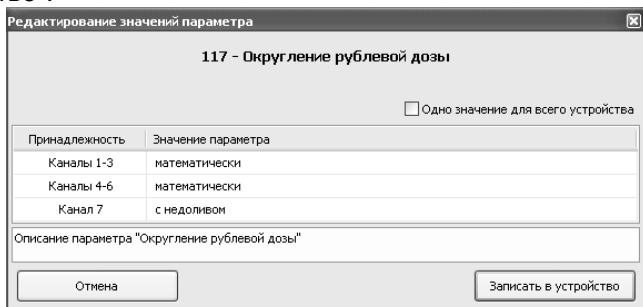 Редактирование значений параметра
117 - Округление рублевой дозы
Одно значение для всего устройства
Принадлежность Значение параметра
Каналы 1-3 математически
Каналы 4-6 математически
Канал 7 с недоливом
Описание параметра "Округление рублевой дозы"
Отмена Записать в устройство